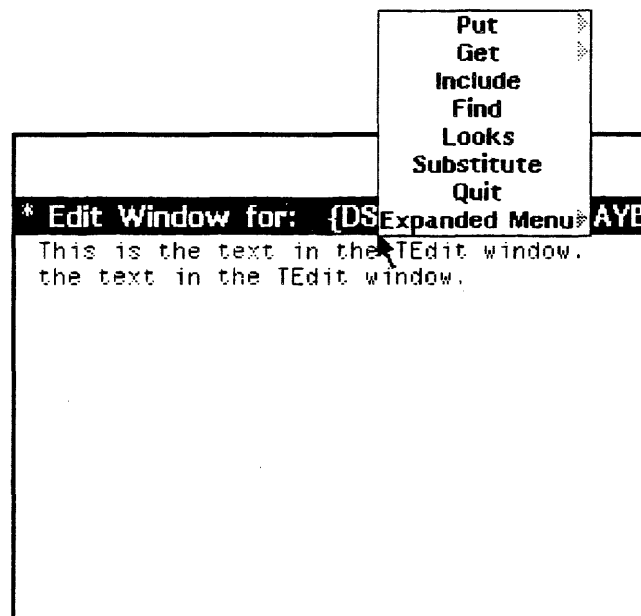 Put
Get
Include
Find
Looks
Substitute
Quit
Expanded Menu
* Edit Window for: {DS AYB
This is the text in the TEdit window.
the text in the TEdit window.